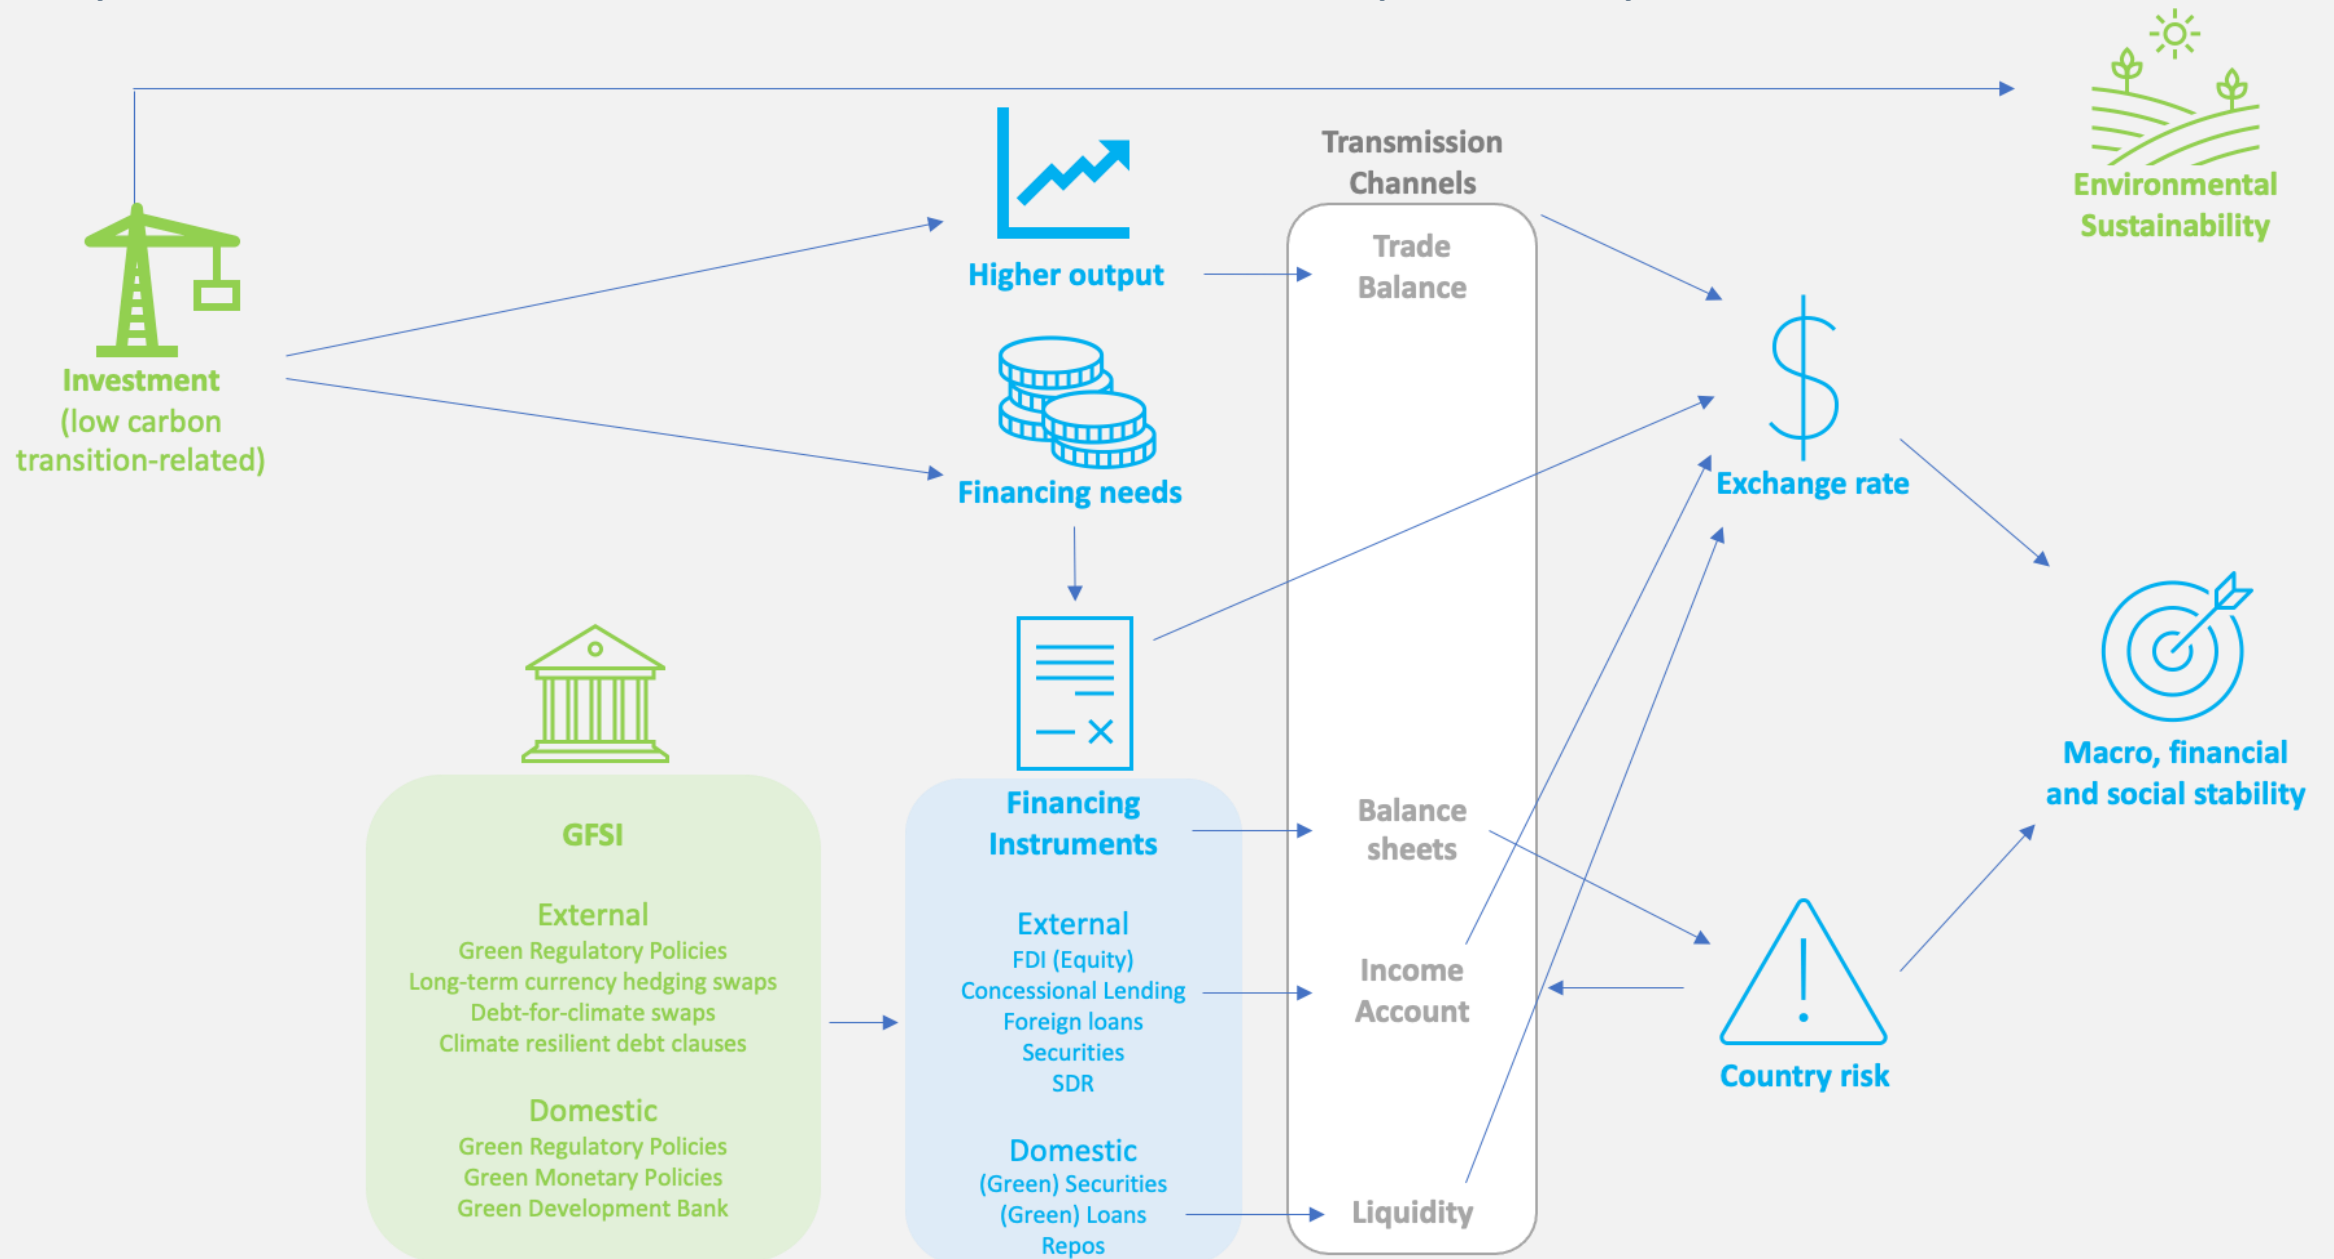 Transmission
Channels
Environmental
Sustainability
Trade
Balance
Higher output
Investment
(low carbon
transition-related)
Financing needs
Exchange rate
Macro, financial
and social stability
GFSI
External
Green Regulatory Policies
Long-term currency hedging swaps
Debt-for-climate swaps
Climate resilient debt clauses
Domestic
Green Regulatory Policies
Green Monetary Policies
Green Development Bank
Financing
Instruments
External
FDI (Equity)
Concessional Lending
Foreign loans
Securities
SDR
Domestic
(Green) Securities
(Green) Loans
Repos
Balance
sheets
Income
Account
Liquidity
Country risk